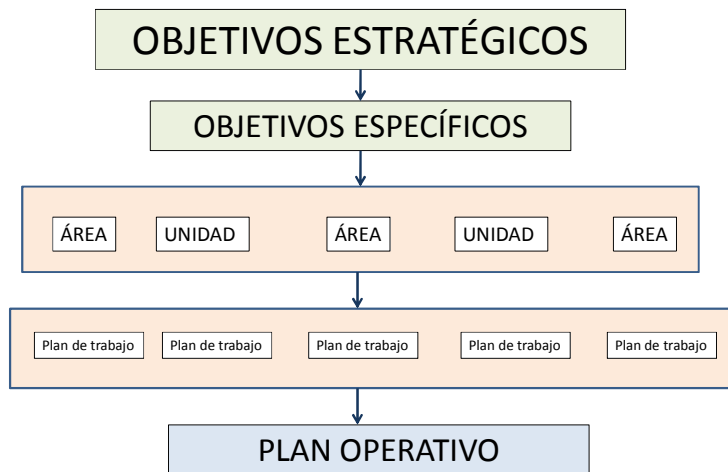 OBJETIVOS ESTRATÉGICOS
OBJETIVOS ESPECÍFICOS
ÁREA UNIDAD ÁREA UNIDAD ÁREA
Plan de trabajo Plan de trabajo Plan de trabajo Plan de trabajo Plan de trabajo
PLAN OPERATIVO